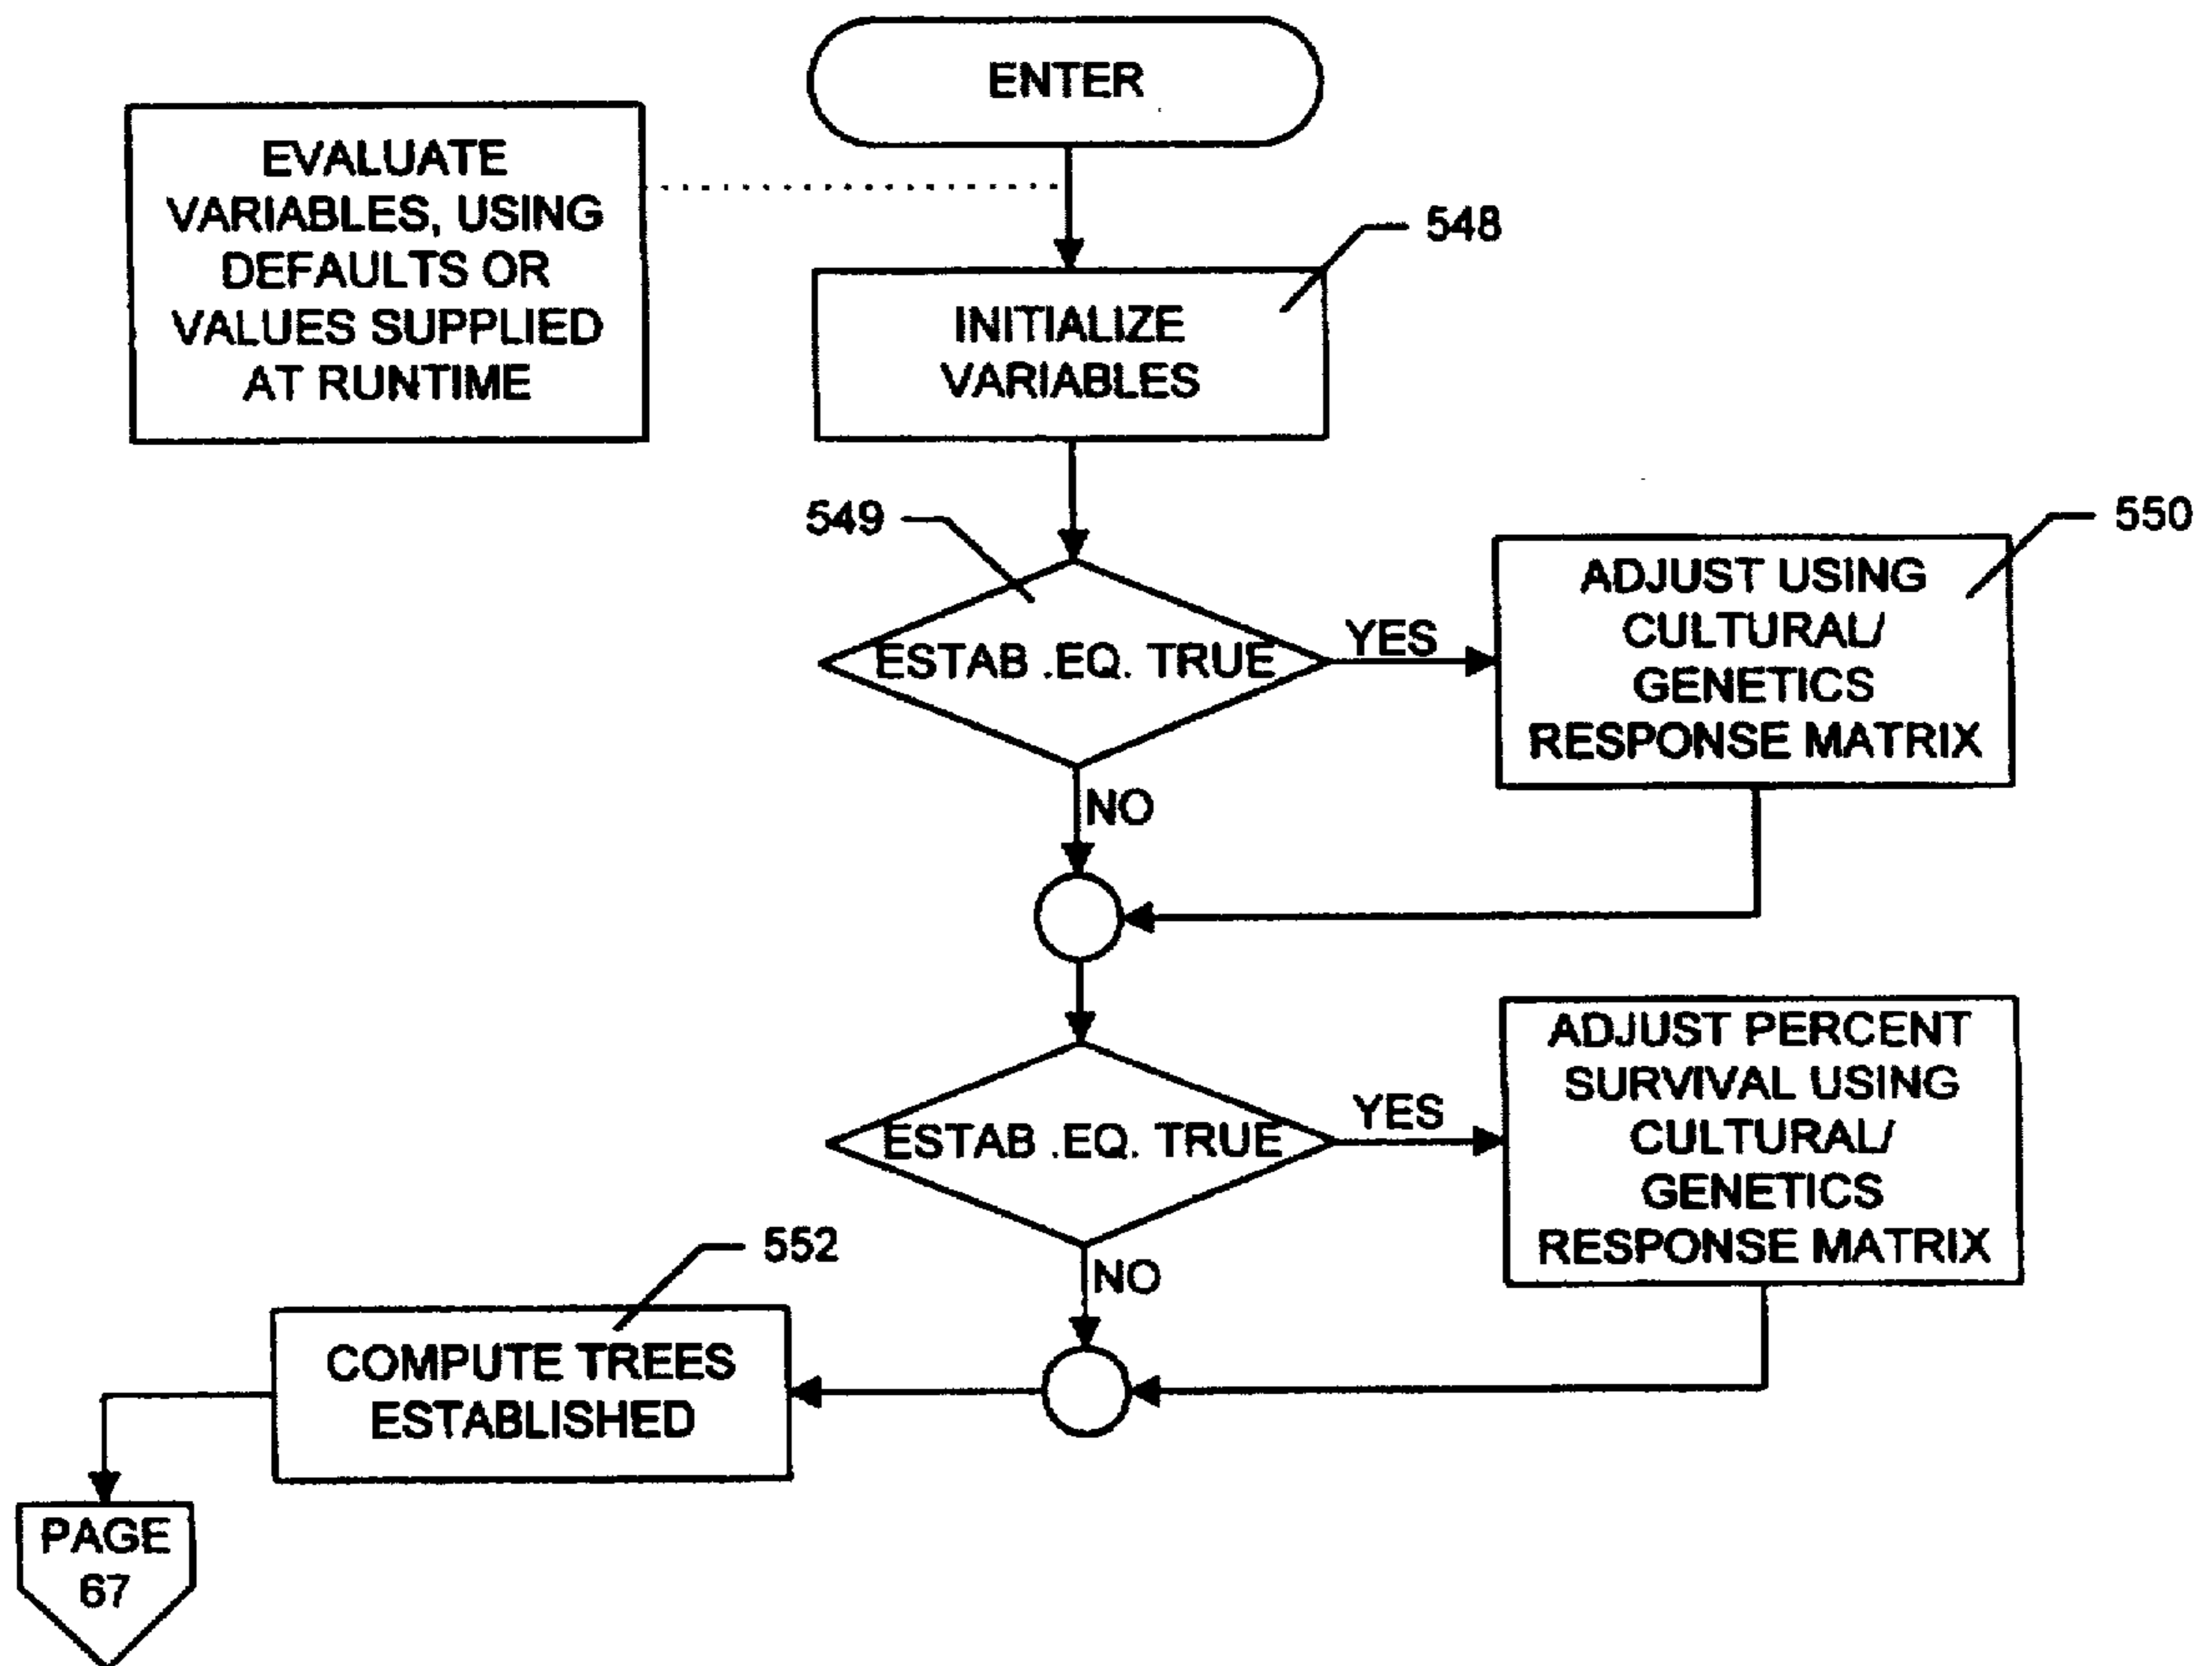 ENTER
EVALUATE
VARIABLES, USING
DEFAULTS OR
VALUES SUPPLIED
AT RUNTIME
548
INITIALIZE
VARIABLES
549
ESTAB .EQ. TRUE
YES
550
ADJUST USING
CULTURAL/
GENETICS
RESPONSE MATRIX
NO
ESTAB .EQ. TRUE
YES
ADJUST PERCENT
SURVIVAL USING
CULTURAL/
GENETICS
RESPONSE MATRIX
NO
552
COMPUTE TREES
ESTABLISHED
PAGE
67